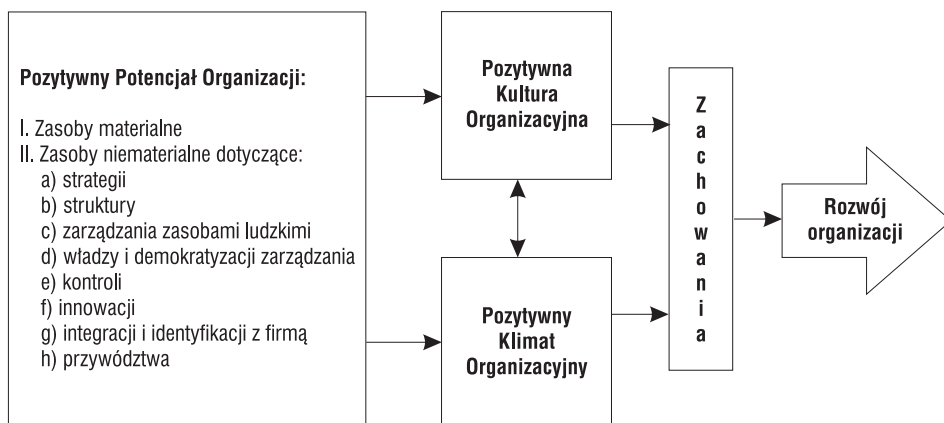 Pozytywny Potencjał Organizacji:
I. Zasoby materialne
II. Zasoby niematerialne dotyczące:
a) strategii
b) struktury
c) zarządzania zasobami ludzkimi
d) władzy i demokratyzacji zarządzania
e) kontroli
f) innowacji
g) integracji i identyfikacji z firmą
h) przywództwa
Pozytywna
Kultura
Organizacyjna
Pozytywny
Klimat
Organizacyjny
Z
a
c
h
o
w
a
n
i
a
Rozwój
organizacji